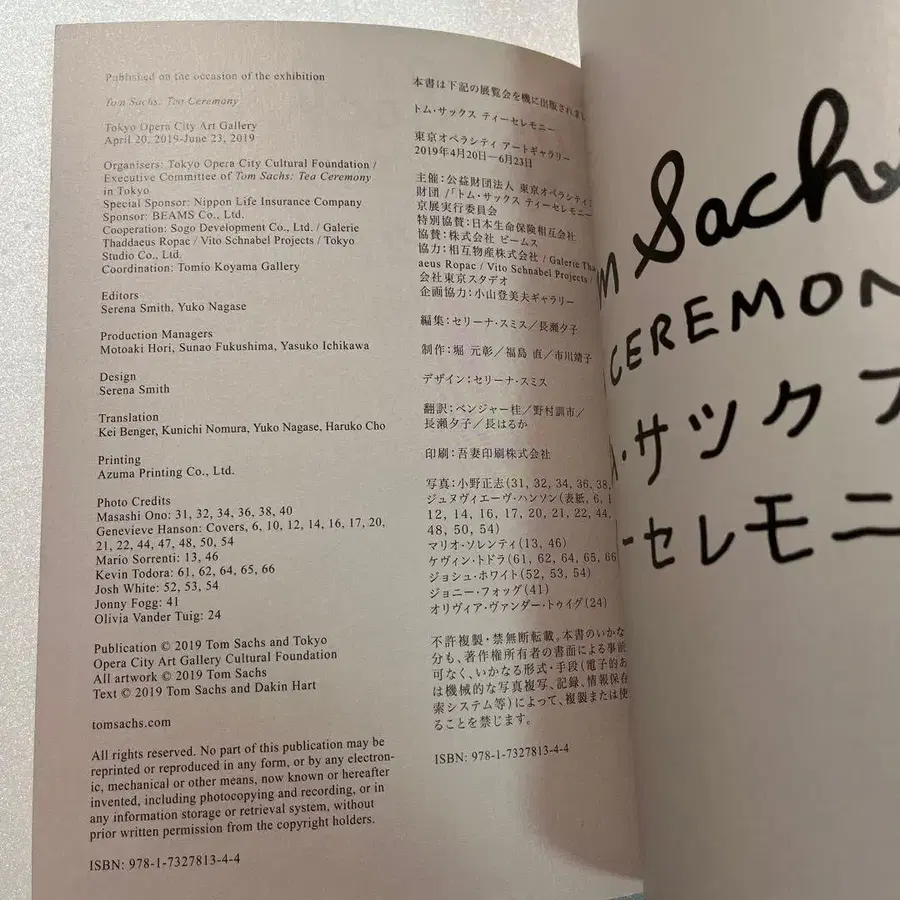 Published on the occasion of the exhibition
Tom Sachs: Tea Ceremony
Tokyo Opera City Art Gallery
April 20, 2019-June 23, 2019
Organisers: Tokyo Opera City Cultural Foundation /
Executive Committee of Tom Sachs: Tea Ceremony
in Tokyo
Special Sponsor: Nippon Life Insurance Company
Sponsor: BEAMS Co., Ltd.
Cooperation: Sogo Development Co., Ltd. / Galerie
Thaddaeus Ropac / Vito Schnabel Projects / Tokyo
Studio Co., Ltd.
Coordination: Tomio Koyama Gallery
Editors
Serena Smith, Yuko Nagase
Production Managers
Motoaki Hori, Sunao Fukushima, Yasuko Ichikawa
Design
Serena Smith
Translation
Kei Benger, Kunichi Nomura, Yuko Nagase, Haruko Cho
Printing
Azuma Printing Co., Ltd.
Photo Credits
Masashi Ono: 31, 32, 34, 36, 38, 40
Genevieve Hanson: Covers, 6, 10, 12, 14, 16, 17, 20,
21, 22, 44, 47, 48, 50, 54
Mario Sorrenti: 13, 46
Kevin Todora: 61, 62, 64, 65, 66
Josh White: 52, 53, 54
Jonny Fogg: 41
Olivia Vander Tuig: 24
Publication © 2019 Tom Sachs and Tokyo
Opera City Art Gallery Cultural Foundation
All artwork © 2019 Tom Sachs
Text © 2019 Tom Sachs and Dakin Hart
tomsachs.com
All rights reserved. No part of this publication may be
reprinted or reproduced in any form, or by any electron-
ic, mechanical or other means, now known or hereafter
invented, including photocopying and recording, or in
any information storage or retrieval system, without
prior written permission from the copyright holders.
ISBN: 978-1-7327813-4-4
本書は下記の展覧会を機に出版されまし
トム・サックス ティーセレモニー
東京オペラシティ アートギャラリー
2019年4月20日—6月23日
主催：公益財団法人 東京オペラシティ
財団 /「トム・サックス ティーセレモニー
京展実行委員会
特別協賛：日本生命保険相互会社
協賛：株式会社 ビームス
協力：相互物産株式会社 / Galerie Tha
aeus Ropac / Vito Schnabel Projects /
会社東京スタジオ
企画協力：小山登美夫ギャラリー
編集：セリーナ・スミス／長瀬夕子
制作：堀 元彰／福島 直／市川靖子
デザイン：セリーナ・スミス
翻訳：ベンジャー桂／野村訓市／
長瀬夕子／長はるか
印刷：吾妻印刷株式会社
写真：小野正志(31, 32, 34, 36, 38,
ジュヌヴィエーヴ・ハンソン(表紙, 6, 1
12, 14, 16, 17, 20, 21, 22, 44,
48, 50, 54)
マリオ・ソレンティ(13, 46)
ケヴィン・トドラ(61, 62, 64, 65, 66
ジョシュ・ホワイト(52, 53, 54)
ジョニー・フォッグ(41)
オリヴィア・ヴァンダー・トゥイグ(24)
不許複製・禁無断転載。本書のいかな
分も、著作権所有者の書面による事前
可なく、いかなる形式・手段(電子的あ
は機械的な写真複写、記録、情報保存
索システム等)によって、複製または使
ることを禁じます。
ISBN: 978-1-7327813-4-4
m Sachs
CEREMON
・サックス
ーセレモニ